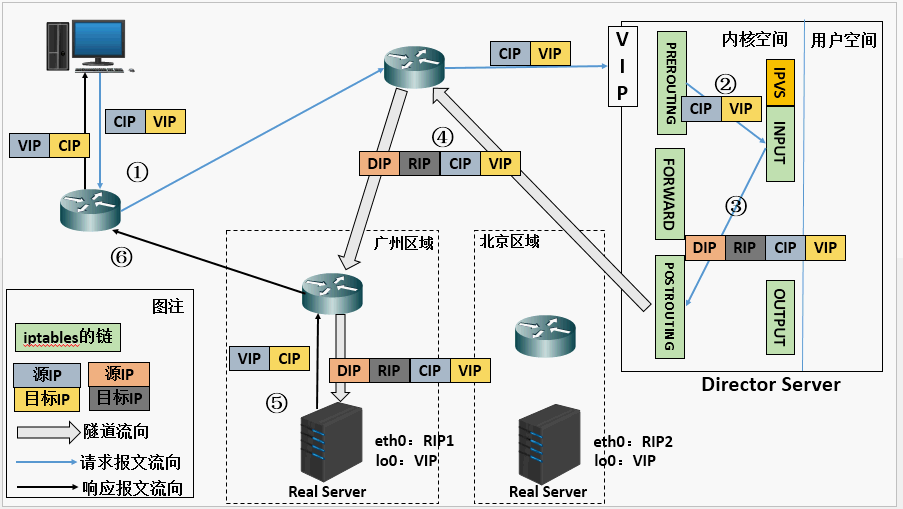 CIP VIP
VIP CIP
①
CIP VIP
VIP
内核空间
用户空间
PREROUTING
②
IPVS
CIP VIP
INPUT
④
DIP RIP CIP VIP
FORWARD
③
DIP RIP CIP VIP
POSTROUTING
OUTPUT
Director Server
⑥
广州区域
北京区域
VIP CIP
DIP RIP CIP VIP
⑤
eth0：RIP1
lo0：VIP
Real Server
eth0：RIP2
lo0：VIP
Real Server
图注
iptables的链
源IP 源IP
目标IP 目标IP
隧道流向
请求报文流向
响应报文流向